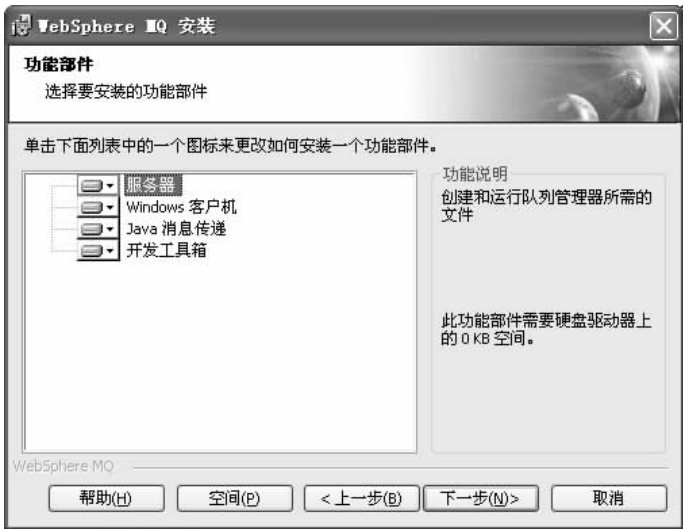 WebSphere MQ 安装
功能部件
选择要安装的功能部件
单击下面列表中的一个图标来更改如何安装一个功能部件。
服务器
Windows 客户机
Java 消息传递
开发工具箱
功能说明
创建和运行队列管理器所需的
文件
此功能部件需要硬盘驱动器上
的 0 KB 空间。
WebSphere MQ
帮助(H)
空间(P)
<上一步(B)
下一步(N)>
取消